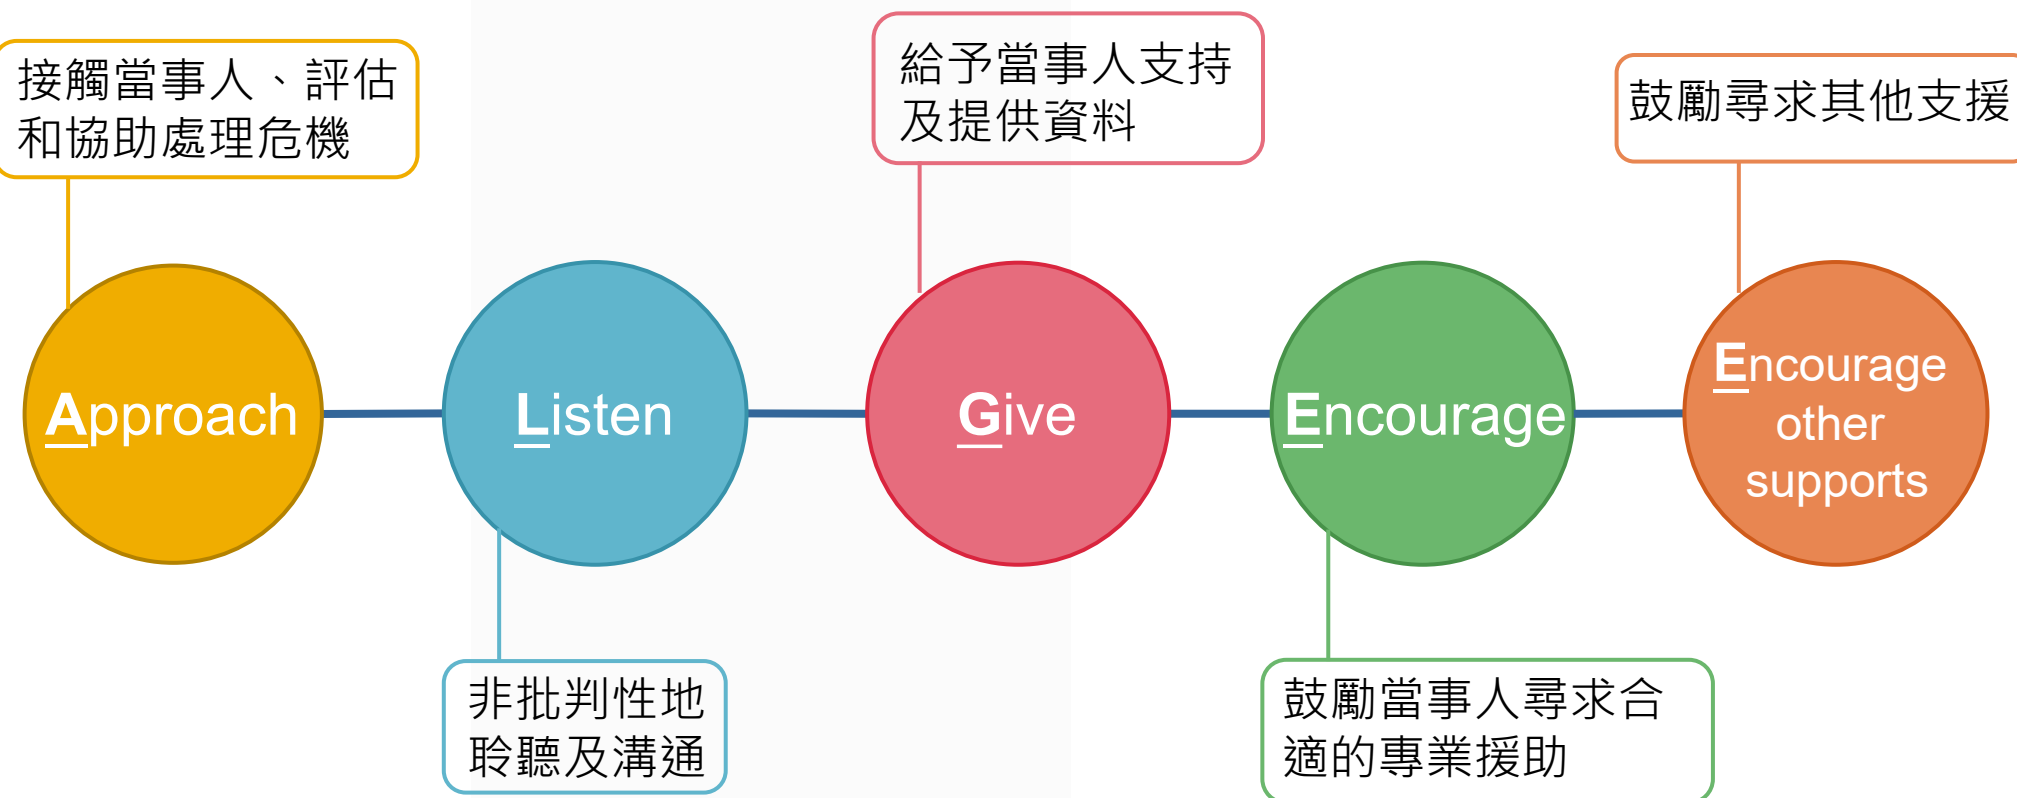 接觸當事人、評估
和協助處理危機
給予當事人支持
及提供資料
鼓勵尋求其他支援
Approach
Listen
Give
Encourage
Encourage
other
supports
非批判性地
聆聽及溝通
鼓勵當事人尋求合
適的專業援助